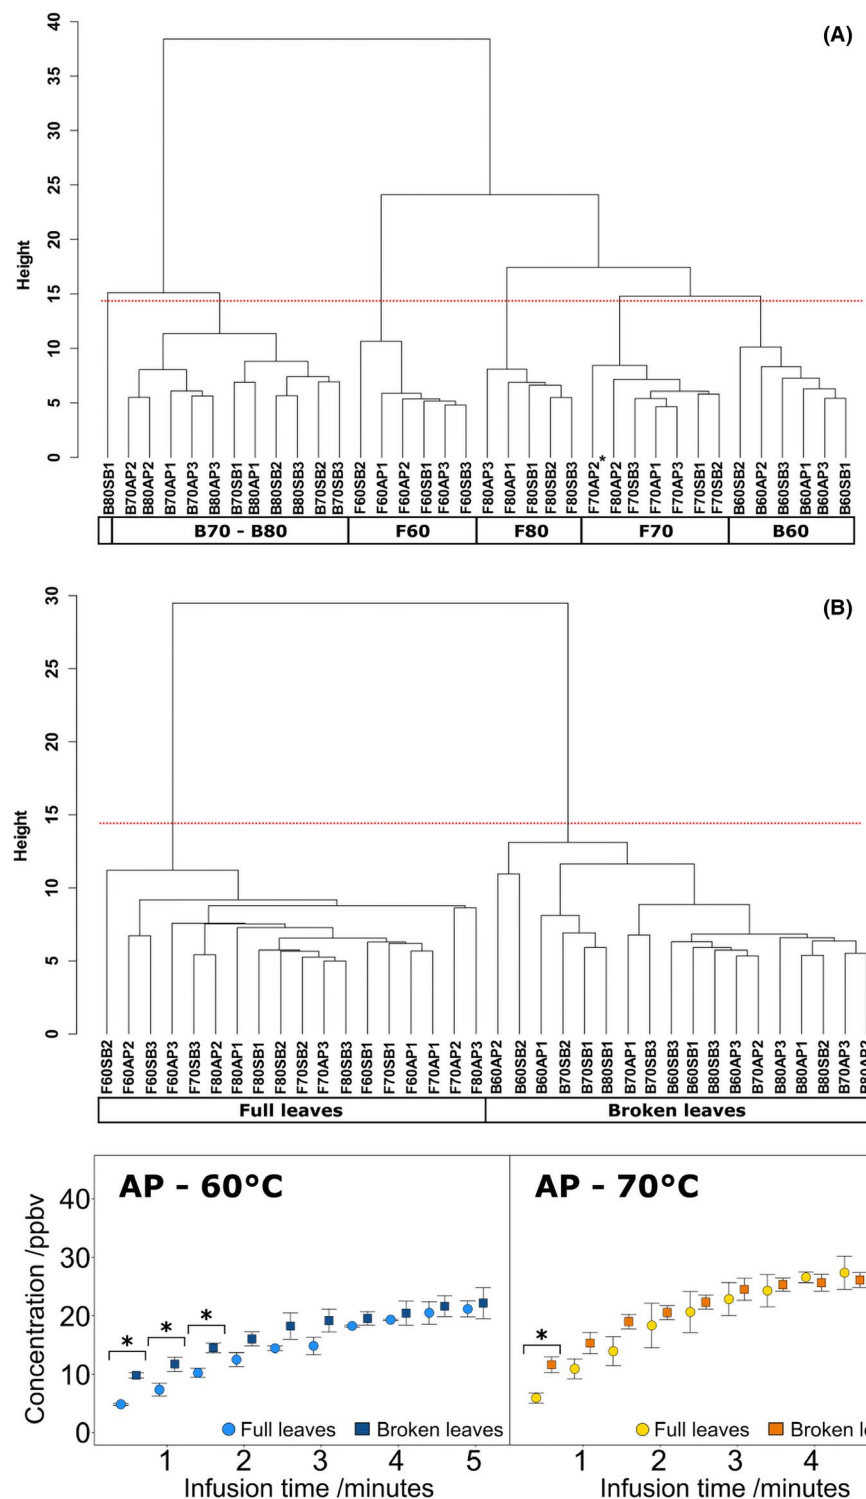 (A)
40
35
30
25
20
15
10
5
0
Height
B80SB1
B70AP2
B80AP2
B70AP1
B70AP3
B80AP3
B70SB1
B80AP1
B80SB2
B80SB3
B70SB2
B70SB3
F60SB2
F60AP1
F60AP2
F60SB1
F60AP3
F60SB3
F80AP3
F80AP1
F80SB1
F80SB2
F80SB3
F70AP2
*
F80AP2
F70SB3
F70AP1
F70AP3
F70SB1
F70SB2
B60SB2
B60AP2
B60SB3
B60AP1
B60AP3
B60SB1
B70 - B80
F60
F80
F70
B60
(B)
30
25
20
15
10
5
0
Height
F60SB2
F60AP2
F60SB3
F60AP3
F70SB3
F80AP2
F80AP1
F80SB1
F80SB2
F70SB2
F70AP3
F80SB3
F60SB1
F70SB1
F60AP1
F70AP1
F70AP2
F80AP3
B60AP2
B60SB2
B60AP1
B70SB2
B70SB1
B80SB1
B70AP1
B70SB3
B60SB3
B60SB1
B80SB3
B60AP3
B70AP2
B80AP3
B80AP1
B80SB2
B70AP3
Full leaves
Broken leaves
AP - 60°C
AP - 70°C
Concentration /ppbv
40
30
20
10
0
* * *
*
Full leaves Broken leaves
Full leaves Broken le
1 2 3 4 5
1 2 3 4
Infusion time /minutes
Infusion time /minutes